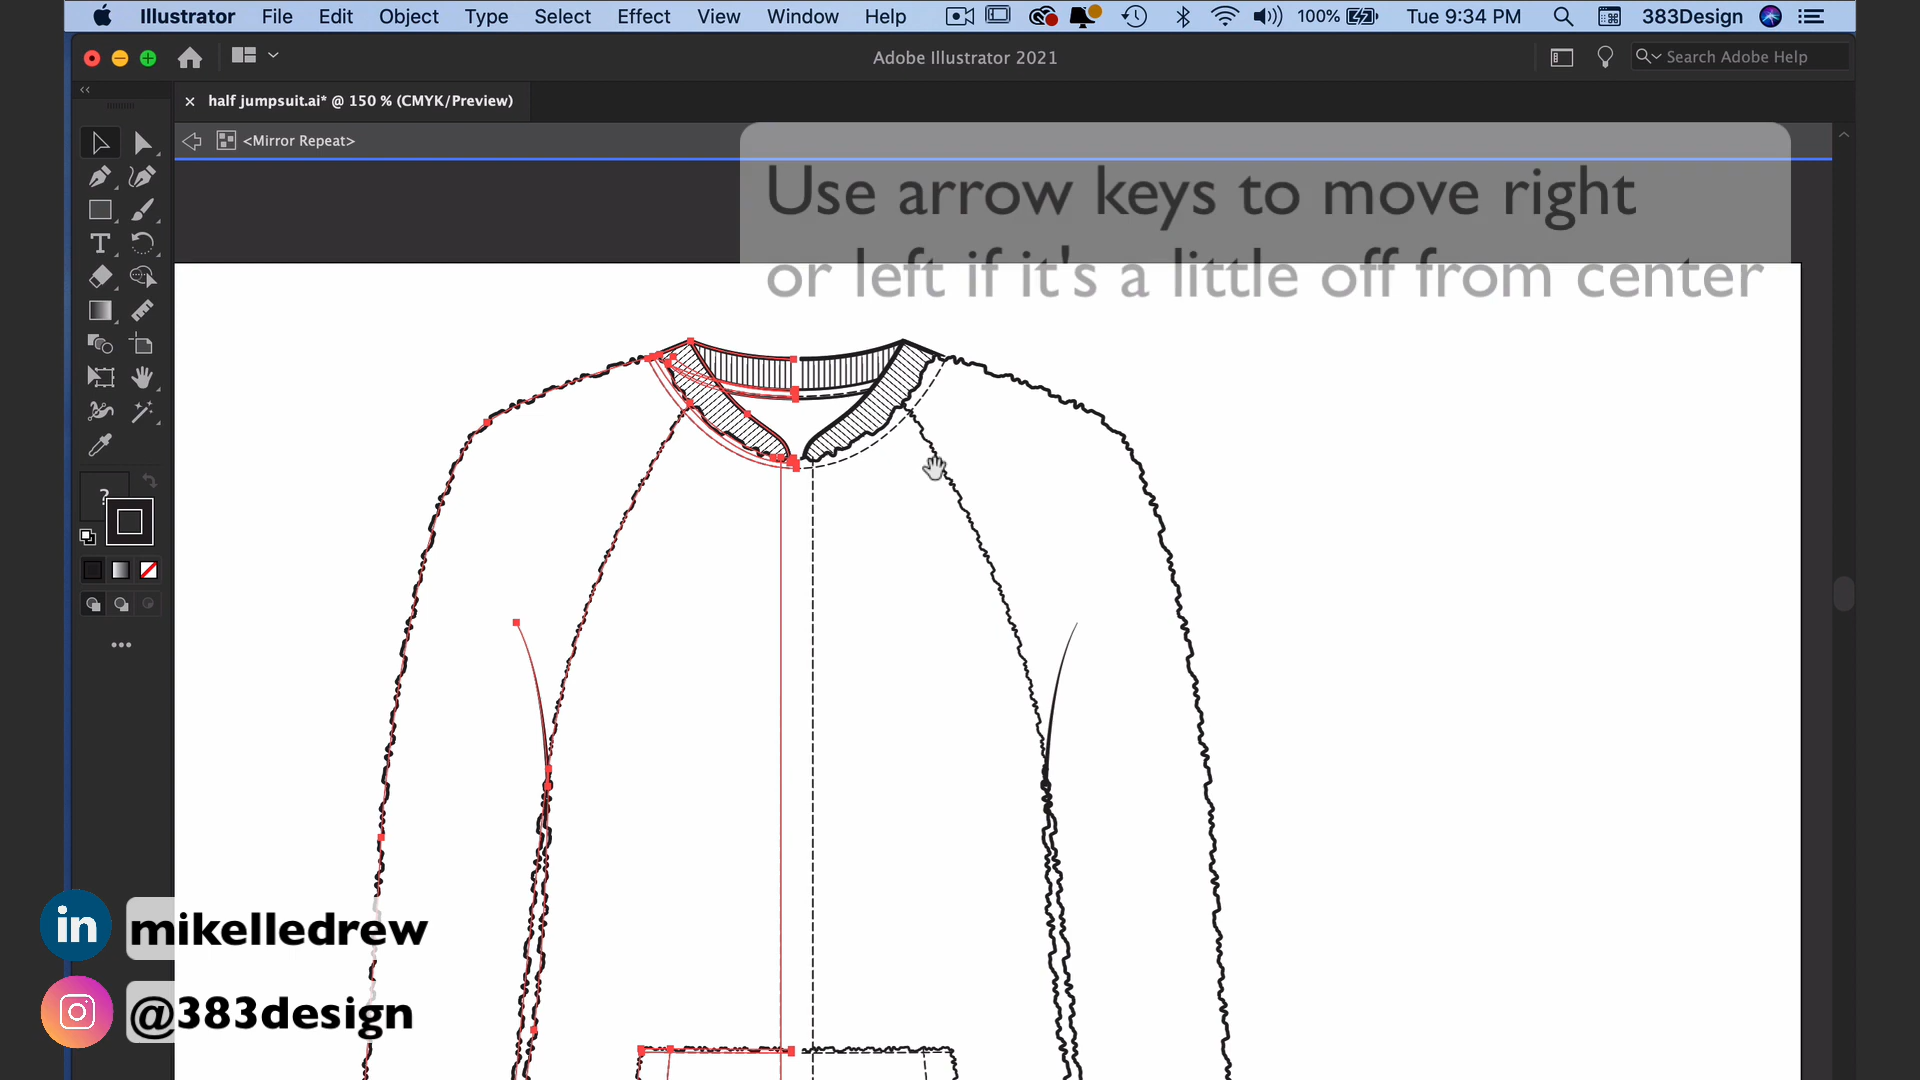 Illustrator File Edit Object Type Select Effect View Window Help 100% Tue 9:34 PM 383Design
Adobe Illustrator 2021
Search Adobe Help
half jumpsuit.ai* @ 150 % (CMYK/Preview)
<Mirror Repeat>
Use arrow keys to move right
or left if it's a little off from center
T
?
in mikelledrew
@383design